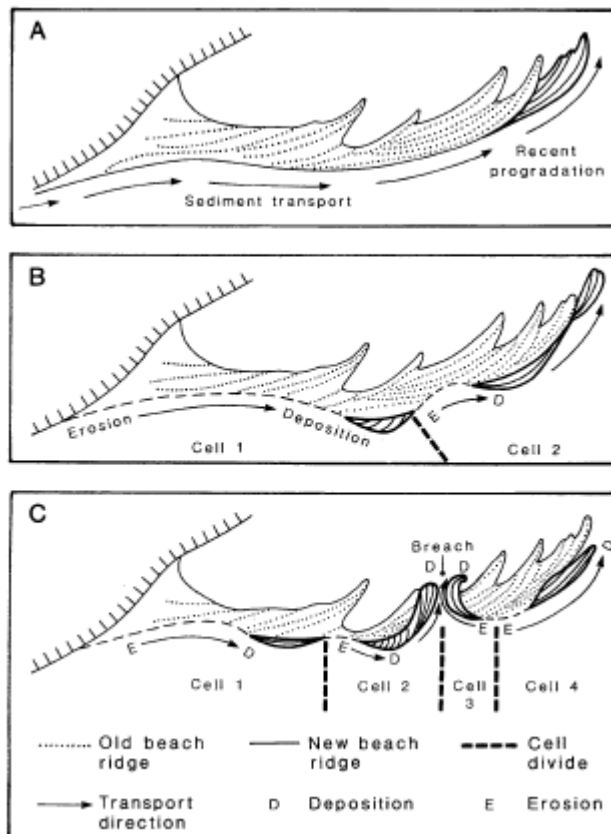 A
Recent
progradation
Sediment transport
B
Erosion
Deposition
E
D
Cell 1
Cell 2
C
Breach
D D
D
E
D
E
D
E E
Cell 1
Cell 2
Cell
3
Cell 4
Old beach
ridge
New beach
ridge
Cell
divide
Transport
direction
D Deposition
E Erosion